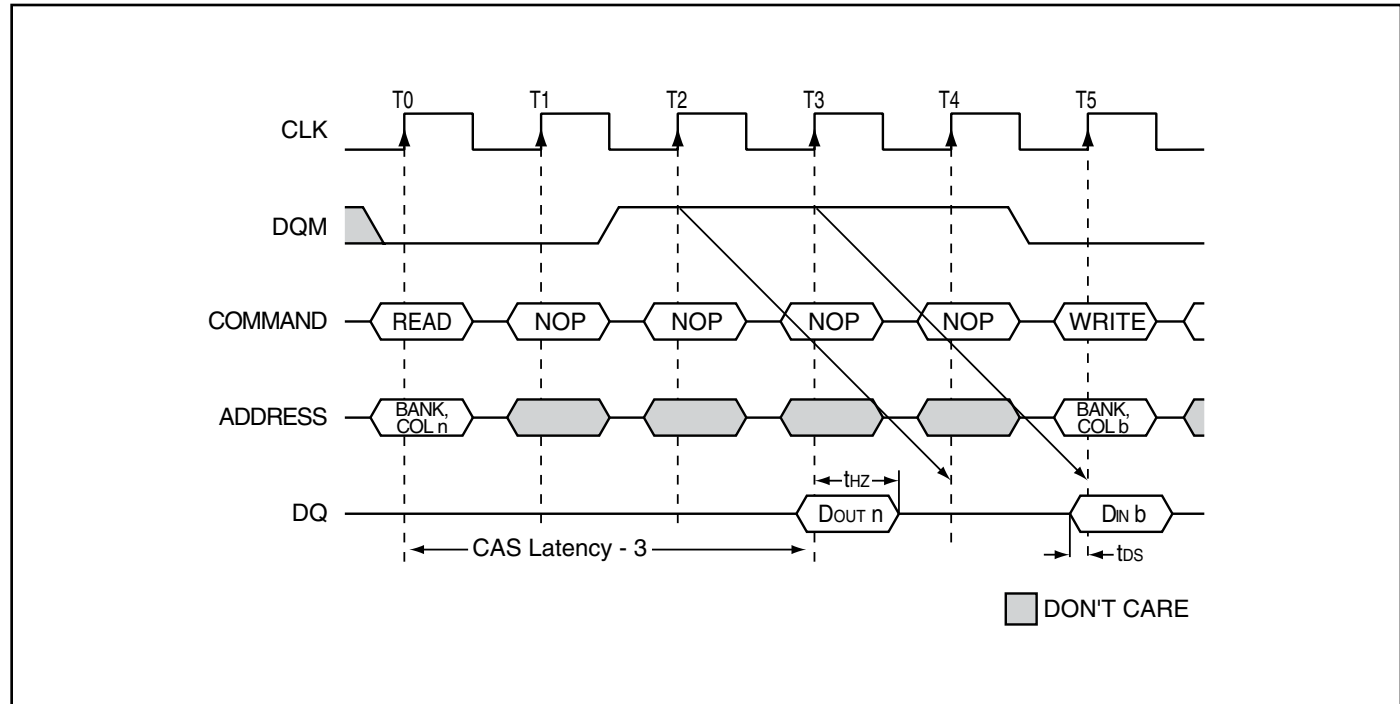 T0 T1 T2 T3 T4 T5
CLK
DQM
COMMAND READ NOP NOP NOP NOP WRITE
ADDRESS BANK, COL n BANK, COL b
tHZ
DQ DOUT n DIN b
CAS Latency - 3 tDS
DON'T CARE